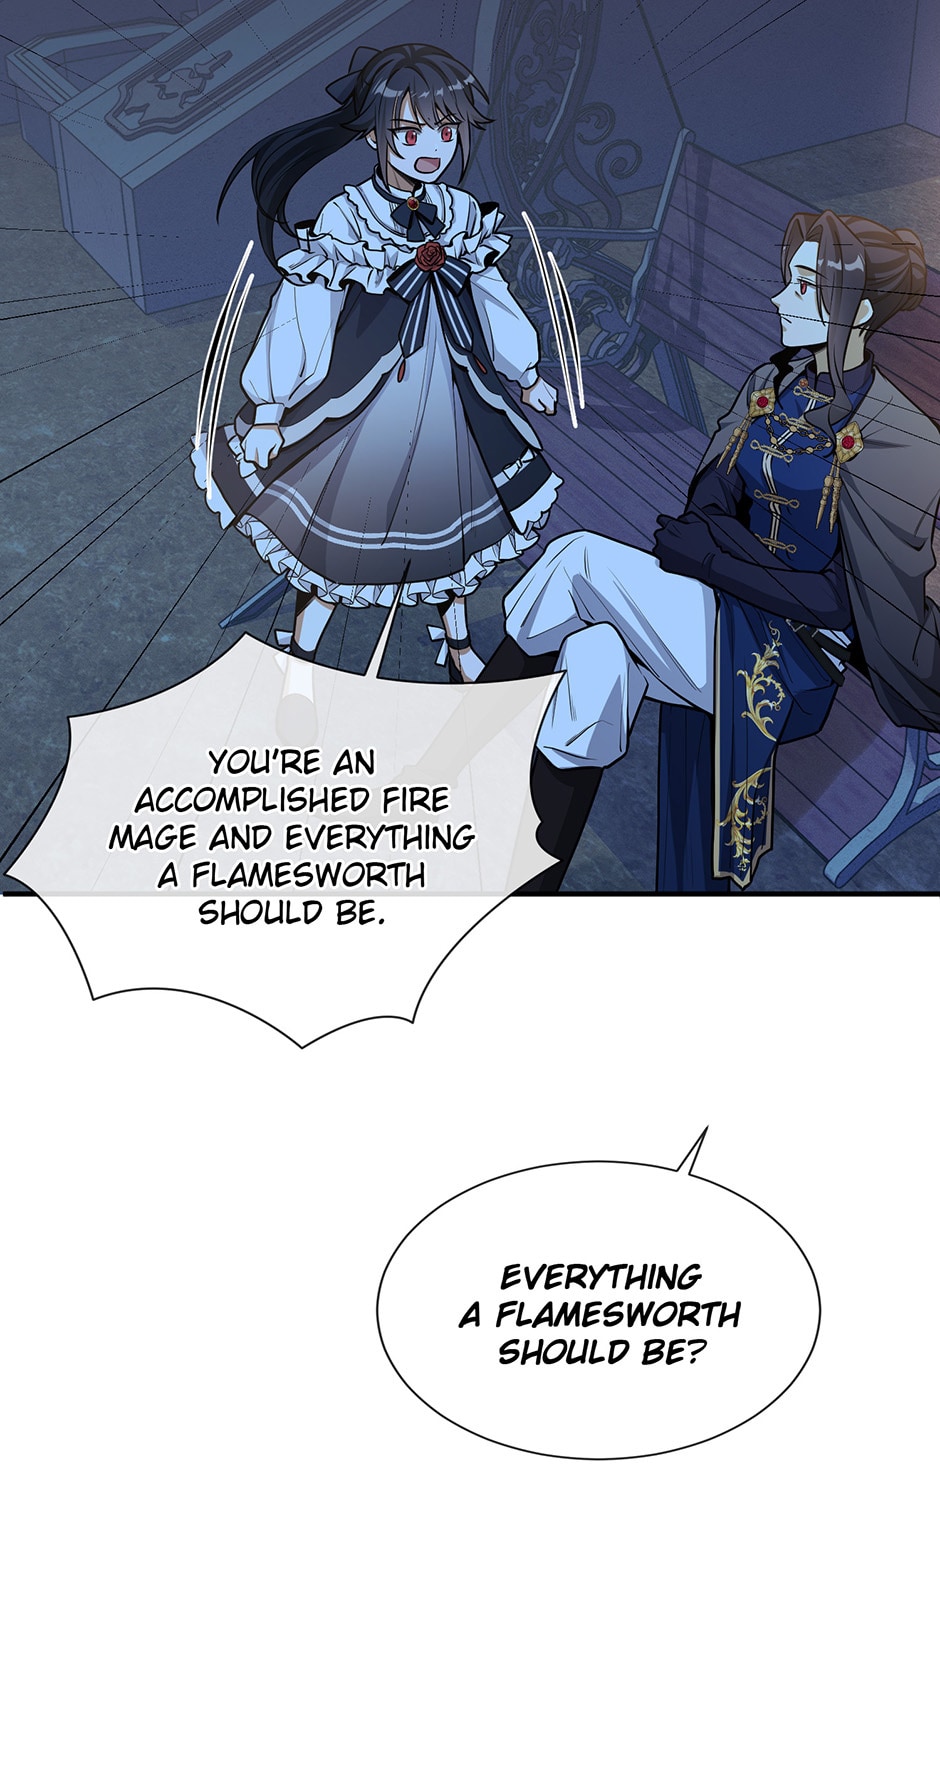 YOU'RE AN
ACCOMPLISHED FIRE
MAGE AND EVERYTHING
A FLAMESWORTH
SHOULD BE.
EVERYTHING
A FLAMESWORTH
SHOULD BE?